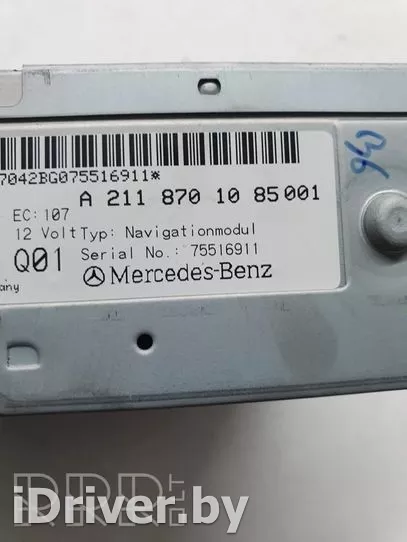 7042BG075516911*
A 211 870 10 85 001
EC: 107
12 Volt Typ: Navigationmodul
Q01 Serial No.: 75516911
Mercedes-Benz
any
iDriver.by